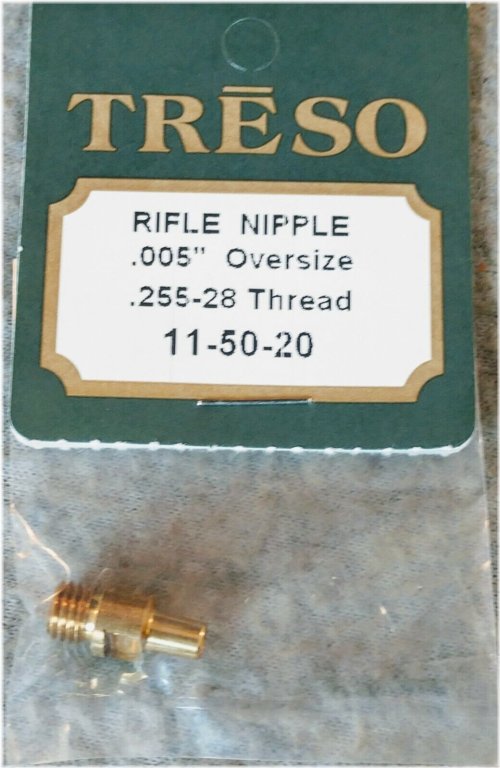 TRĒSO
RIFLE NIPPLE
.005" Oversize
.255-28 Thread
11-50-20